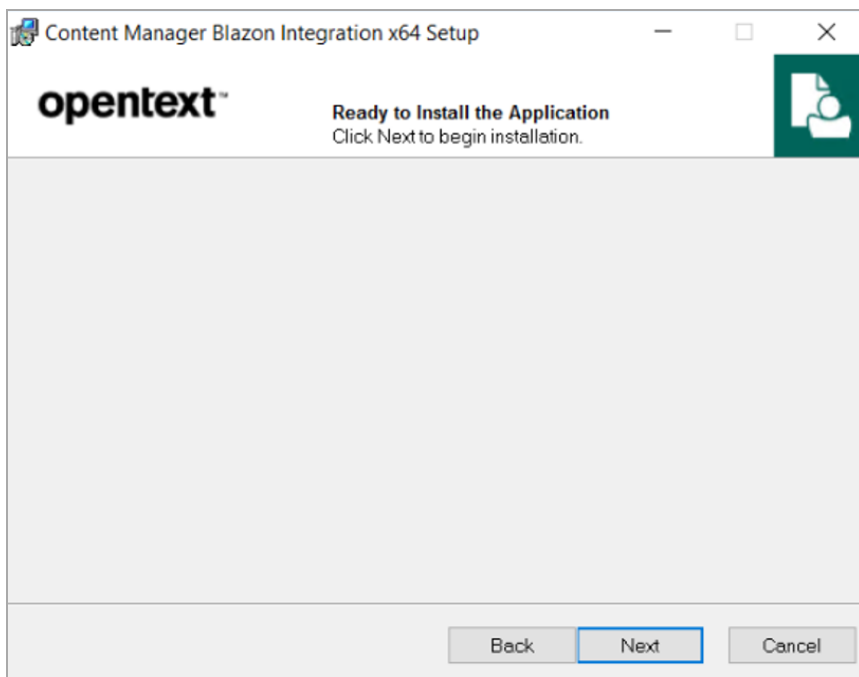 Content Manager Blazon Integration x64 Setup
opentext™
Ready to Install the Application
Click Next to begin installation.
Back
Next
Cancel